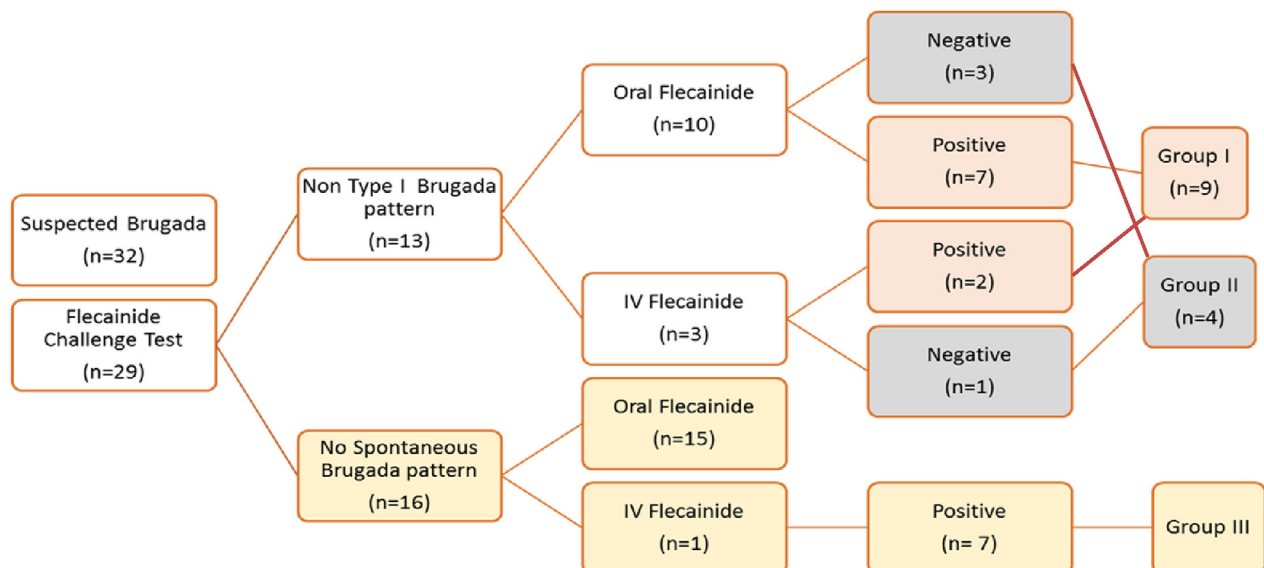 Suspected Brugada
(n=32)
Flecainide
Challenge Test
(n=29)
Non Type I Brugada
pattern
(n=13)
No Spontaneous
Brugada pattern
(n=16)
Oral Flecainide
(n=10)
IV Flecainide
(n=3)
Oral Flecainide
(n=15)
IV Flecainide
(n=1)
Negative
(n=3)
Positive
(n=7)
Positive
(n=2)
Negative
(n=1)
Positive
(n= 7)
Group I
(n=9)
Group II
(n=4)
Group III